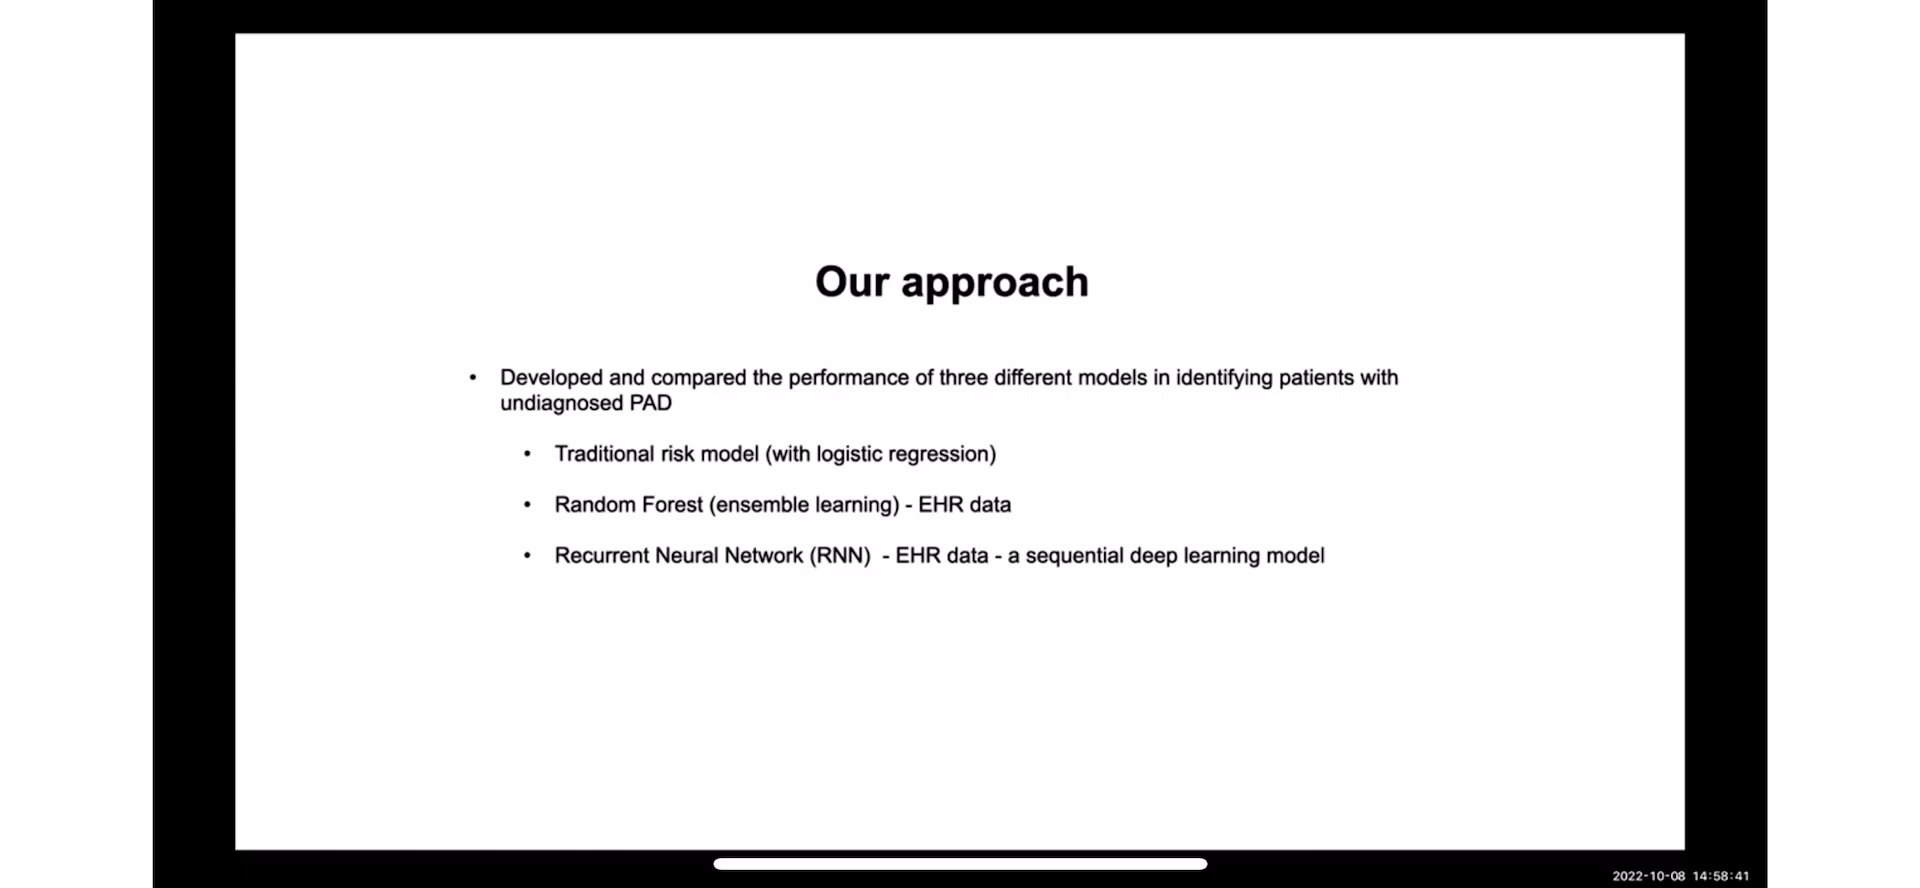 Our approach
• Developed and compared the performance of three different models in identifying patients with
undiagnosed PAD
• Traditional risk model (with logistic regression)
• Random Forest (ensemble learning) - EHR data
• Recurrent Neural Network (RNN)  - EHR data - a sequential deep learning model
2022-10-08 14:58:41